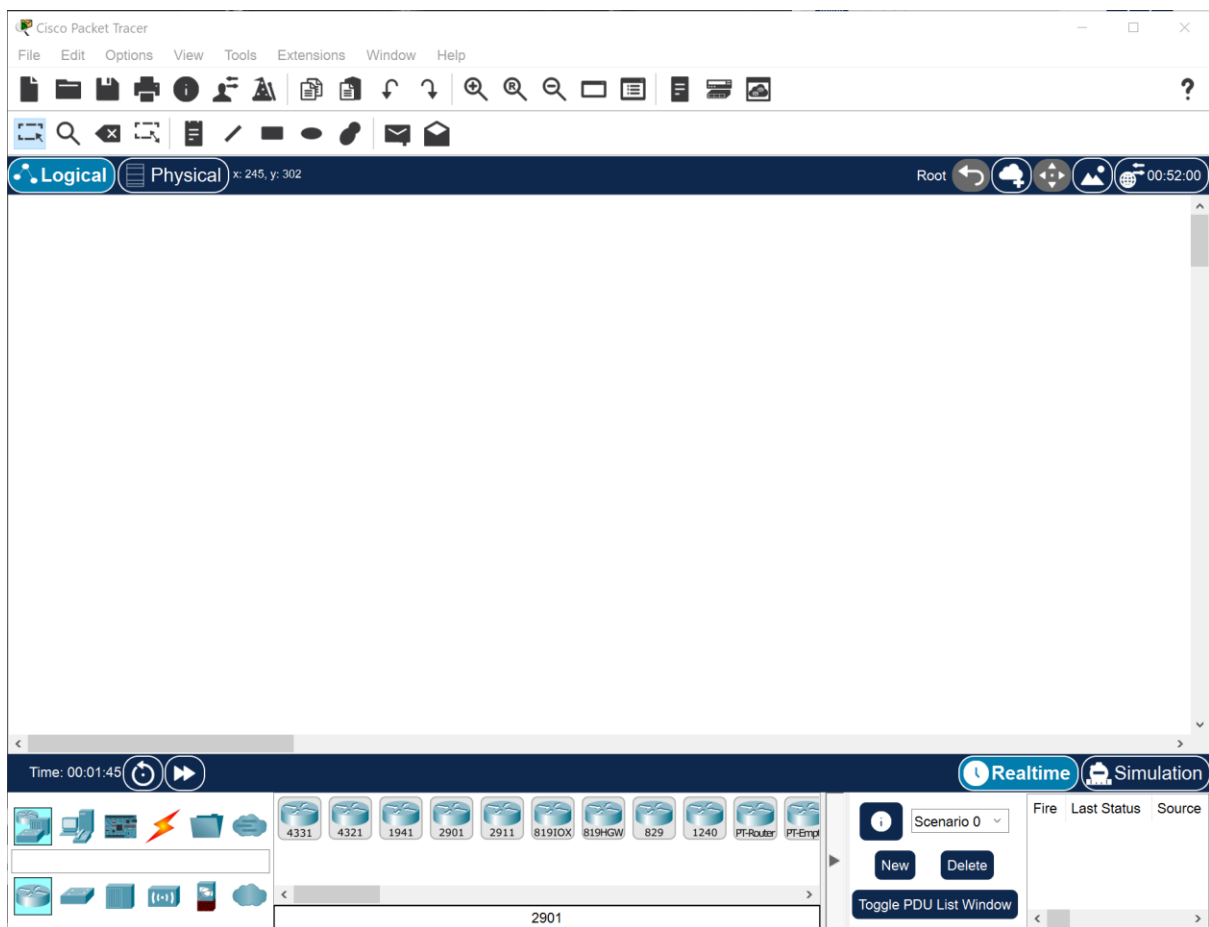 Cisco Packet Tracer
File Edit Options View Tools Extensions Window Help
?
Logical Physical x: 245, y: 302 Root 00:52:00
Time: 00:01:45 Realtime Simulation
4331 4321 1941 2901 2911 819IOX 819HGW 829 1240 PT-Router PT-Empt
2901
Scenario 0
New Delete
Toggle PDU List Window
Fire Last Status Source